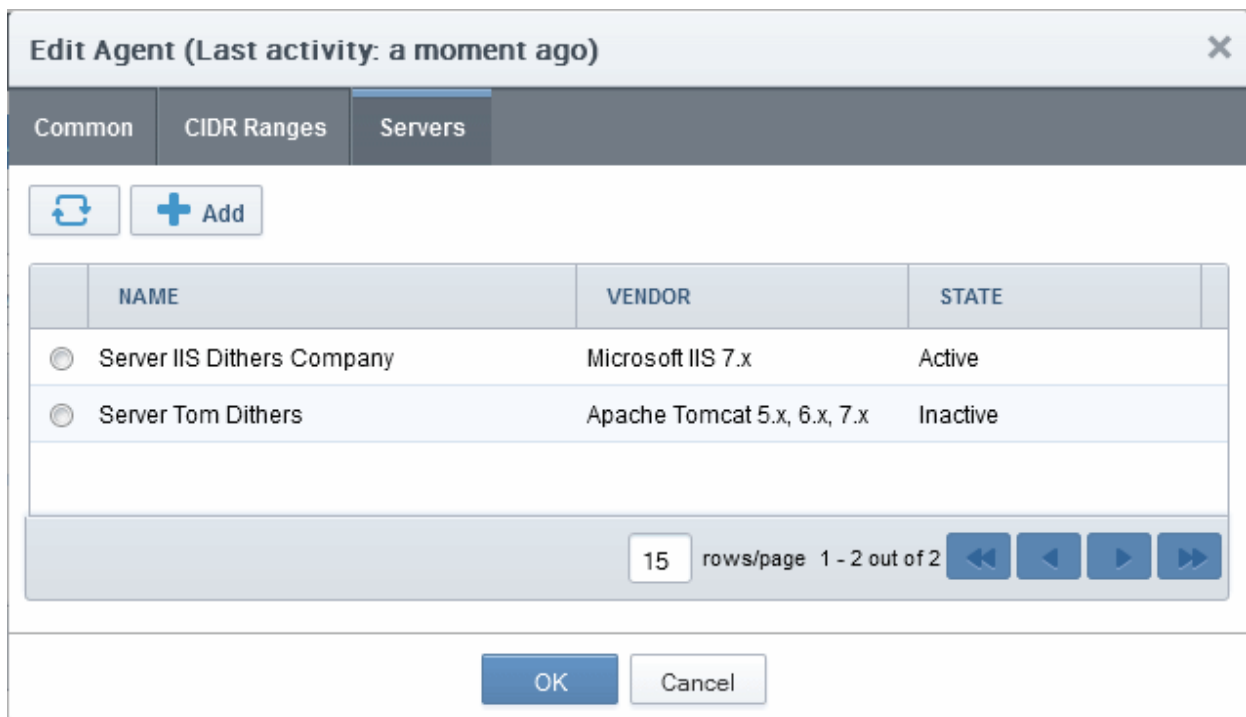 Edit Agent (Last activity: a moment ago)
Common CIDR Ranges Servers
Add
NAME VENDOR STATE
Server IIS Dithers Company Microsoft IIS 7.x Active
Server Tom Dithers Apache Tomcat 5.x, 6.x, 7.x Inactive
15 rows/page 1 - 2 out of 2
OK Cancel